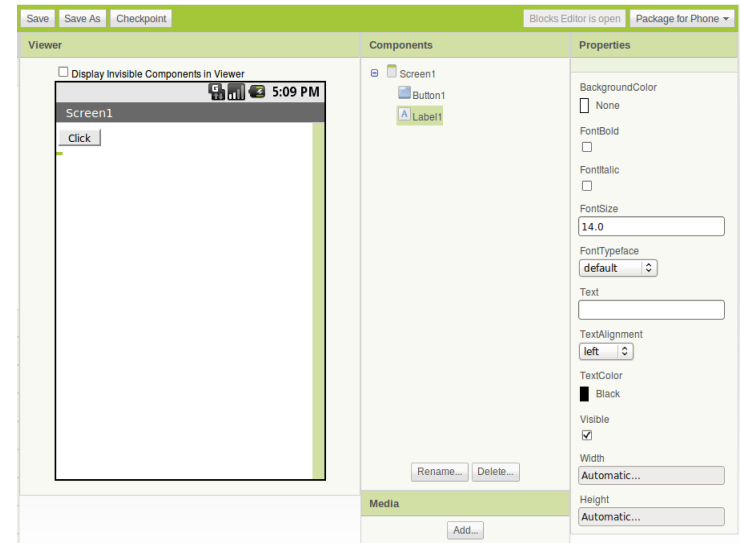 Save Save As Checkpoint Blocks Editor is open Package for Phone
Viewer
Display Invisible Components in Viewer
5:09 PM
Screen1
Click
Components
Screen1
Button1
A Label1
Rename... Delete...
Media
Add...
Properties
BackgroundColor
None
FontBold
FontItalic
FontSize
14.0
FontTypeface
default
Text
TextAlignment
left
TextColor
Black
Visible
Width
Automatic...
Height
Automatic...